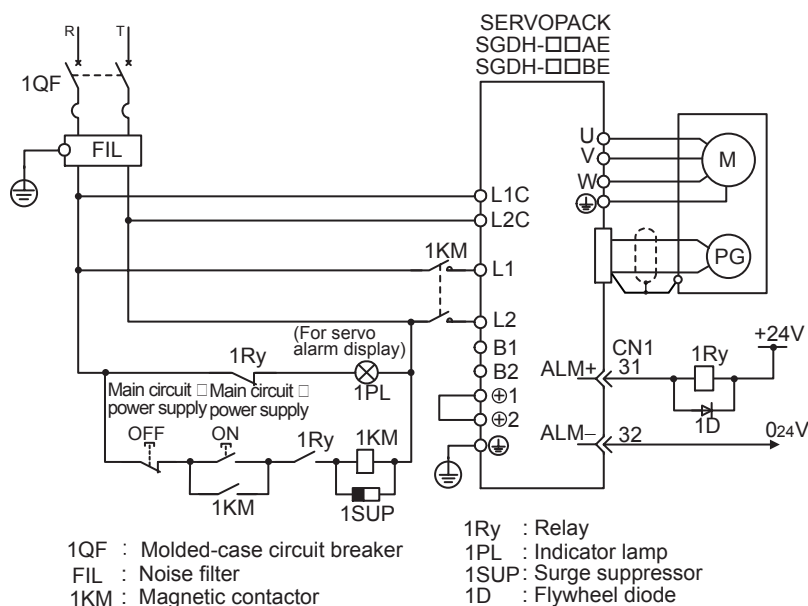 SERVOPACK
SGDH-□□AE
SGDH-□□BE
R
T
1QF
FIL
U
V
W
M
L1C
L2C
1KM
L1
PG
L2
(For servo
alarm display)
1Ry
1PL
B1
B2
+24V
CN1
1Ry
ALM+
31
1D
⊕1
⊕2
Main circuit □
power supply
Main circuit □
power supply
OFF
ON
1Ry
1KM
1KM
1SUP
ALM−
32
024V
1QF : Molded-case circuit breaker
FIL : Noise filter
1KM : Magnetic contactor
1Ry : Relay
1PL : Indicator lamp
1SUP: Surge suppressor
1D : Flywheel diode